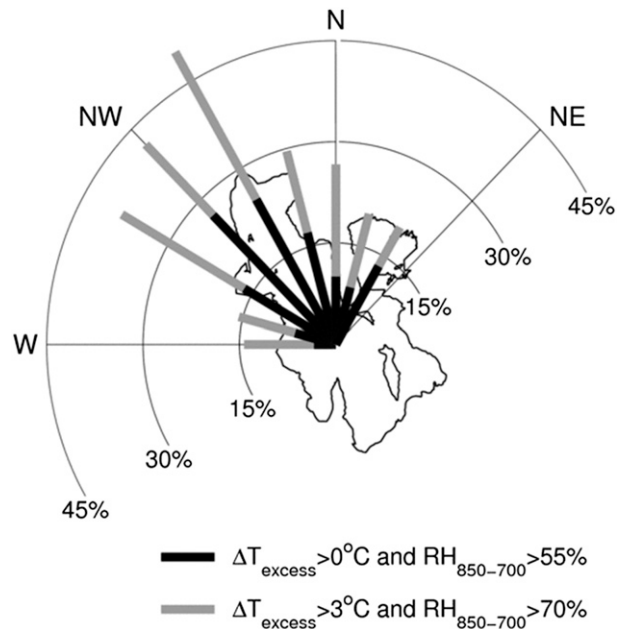 N
NW
NE
45%
30%
15%
W
15%
30%
45%
ΔTexcess>0°C and RH850−700>55%
ΔTexcess>3°C and RH850−700>70%